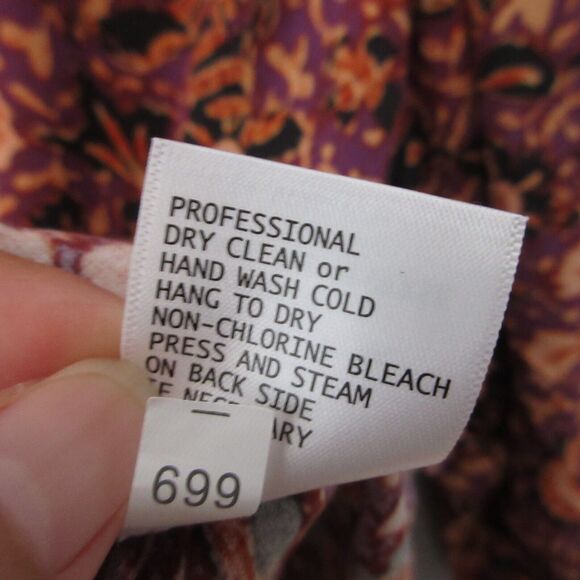 PROFESSIONAL
DRY CLEAN or
HAND WASH COLD
HANG TO DRY
NON-CHLORINE BLEACH
PRESS AND STEAM
ON BACK SIDE
699